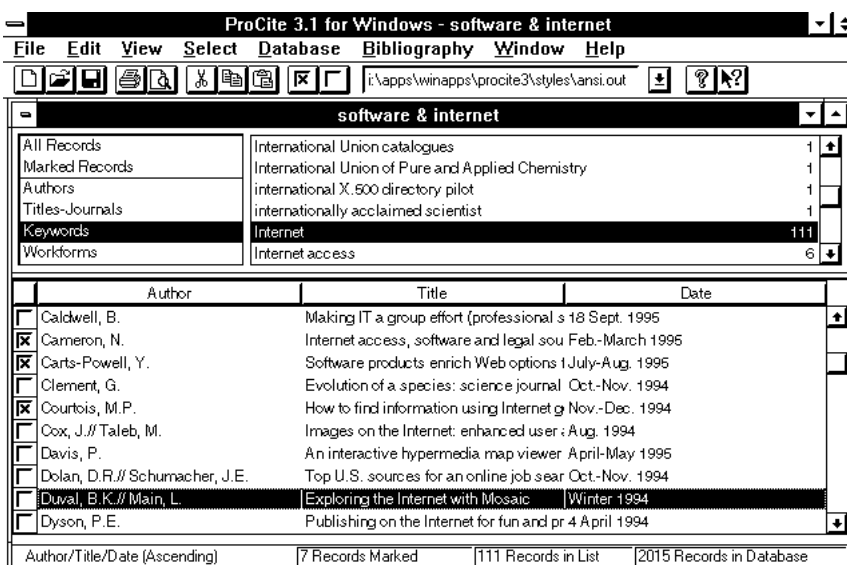 ProCite 3.1 for Windows - software & internet
File Edit View Select Database Bibliography Window Help
i:\apps\winapps\procite3\styles\ansi.out
software & internet
All Records
Marked Records
Authors
Titles-Journals
Keywords
Workforms
International Union catalogues 1
International Union of Pure and Applied Chemistry 1
international X.500 directory pilot 1
internationally acclaimed scientist 1
Internet 111
Internet access 6
Author Title Date
Caldwell, B. Making IT a group effort (professional s 18 Sept. 1995
Cameron, N. Internet access, software and legal sou Feb.-March 1995
Carts-Powell, Y. Software products enrich Web options t July-Aug. 1995
Clement, G. Evolution of a species: science journal Oct.-Nov. 1994
Courtois, M.P. How to find information using Internet g Nov.-Dec. 1994
Cox, J.// Taleb, M. Images on the Internet: enhanced user a Aug. 1994
Davis, P. An interactive hypermedia map viewer April-May 1995
Dolan, D.R.// Schumacher, J.E. Top U.S. sources for an online job sear Oct.-Nov. 1994
Duval, B.K.// Main, L. Exploring the Internet with Mosaic Winter 1994
Dyson, P.E. Publishing on the Internet for fun and pr 4 April 1994
Author/Title/Date (Ascending) 7 Records Marked 111 Records in List 2015 Records in Database